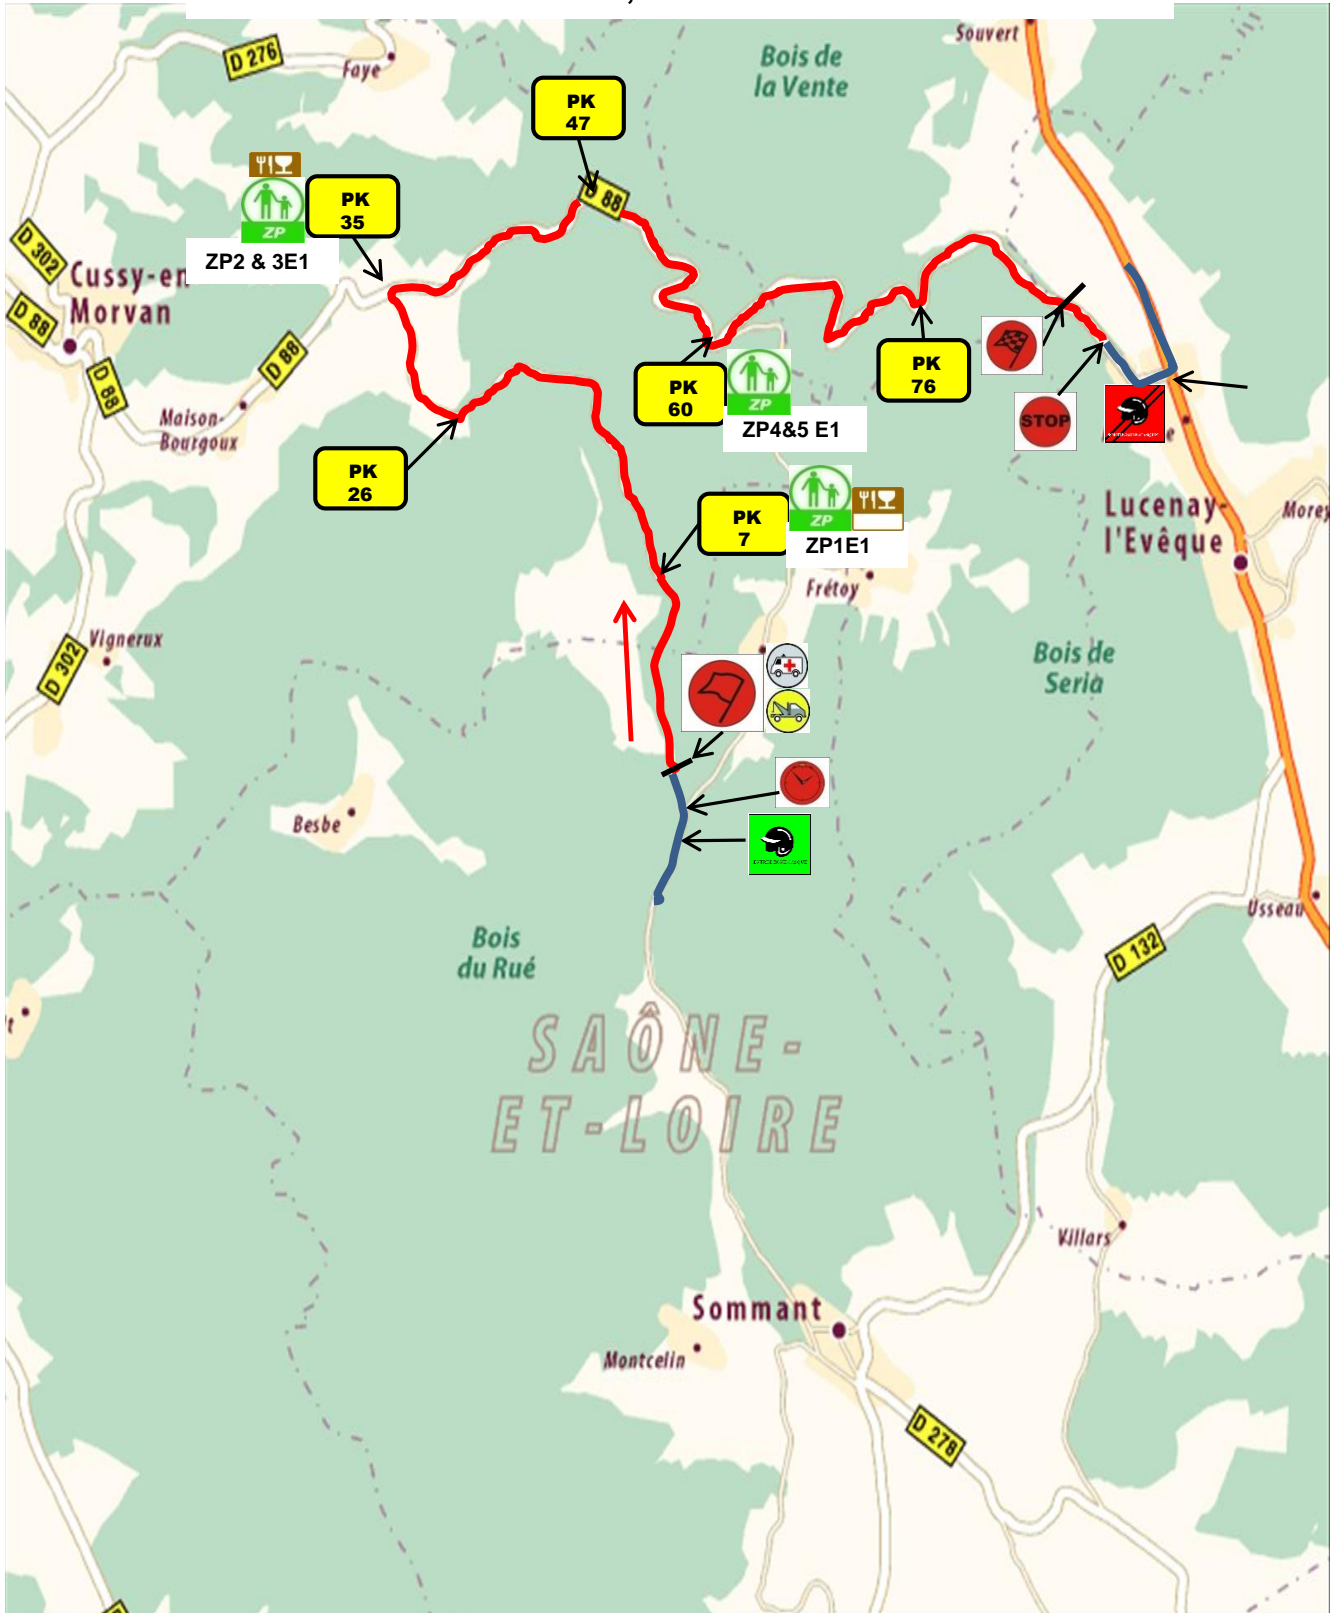 Souvert
Bois de
la Vente
D 276
Faye
PK
47
D 88
PK
35
ZP
ZP2 & 3E1
D 302
Cussy-en
Morvan
D 88
D 88
D 88
Maison-
Bourgoux
PK
26
PK
60
ZP
ZP4&5 E1
PK
76
STOP
e
Lucenay-
l'Evêque
Morey
PK
7
ZP
ZP1E1
Frétoy
Vigneux
D 302
Bois de
Seria
Besbe
Usseau
Bois
du Rué
D 132
t
SAÔNE-
ET-LOIRE
Villars
Sommant
Montcelin
D 278